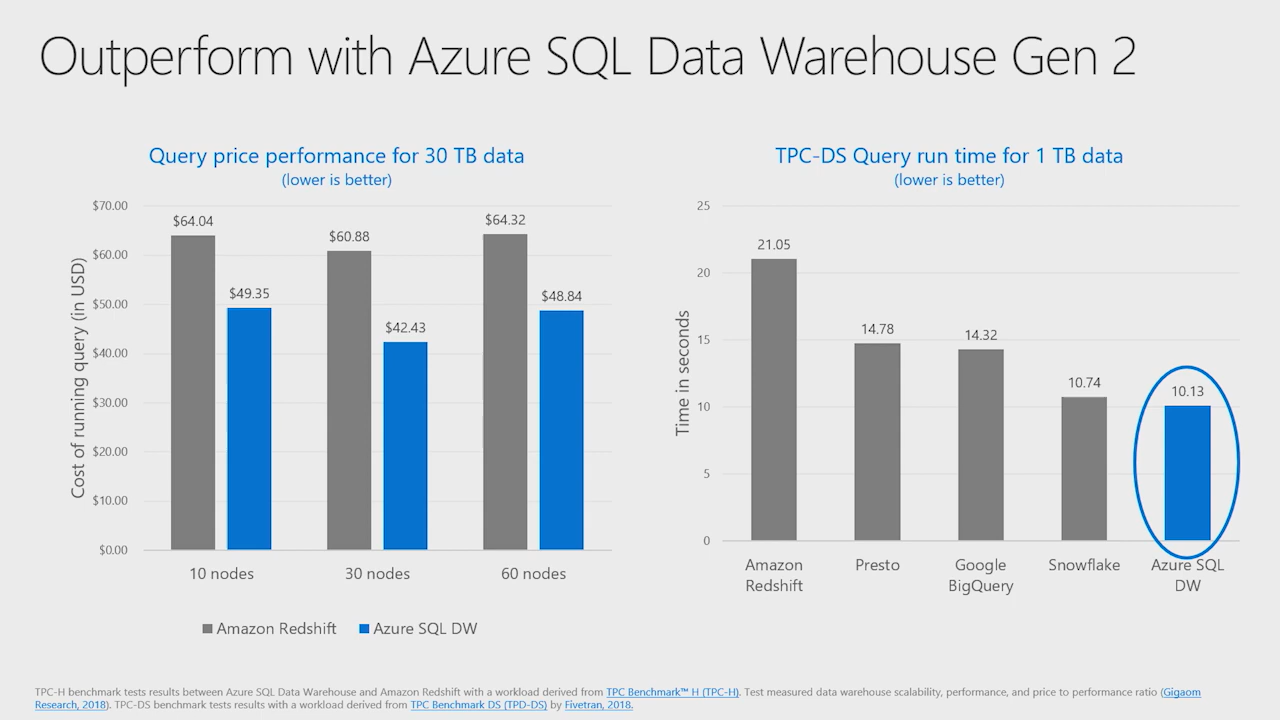 Outperform with Azure SQL Data Warehouse Gen 2
Query price performance for 30 TB data
(lower is better)
Cost of running query (in USD)
$70.00
$60.00
$50.00
$40.00
$30.00
$20.00
$10.00
$0.00
$64.04
$49.35
$60.88
$42.43
$64.32
$48.84
10 nodes
30 nodes
60 nodes
Amazon Redshift
Azure SQL DW
TPC-DS Query run time for 1 TB data
(lower is better)
Time in seconds
25
20
15
10
5
0
21.05
14.78
14.32
10.74
10.13
Amazon
Redshift
Presto
Google
BigQuery
Snowflake
Azure SQL
DW
TPC-H benchmark tests results between Azure SQL Data Warehouse and Amazon Redshift with a workload derived from TPC Benchmark™ H (TPC-H). Test measured data warehouse scalability, performance, and price to performance ratio (Gigaom
Research, 2018). TPC-DS benchmark tests results with a workload derived from TPC Benchmark DS (TPD-DS) by Fivetran, 2018.